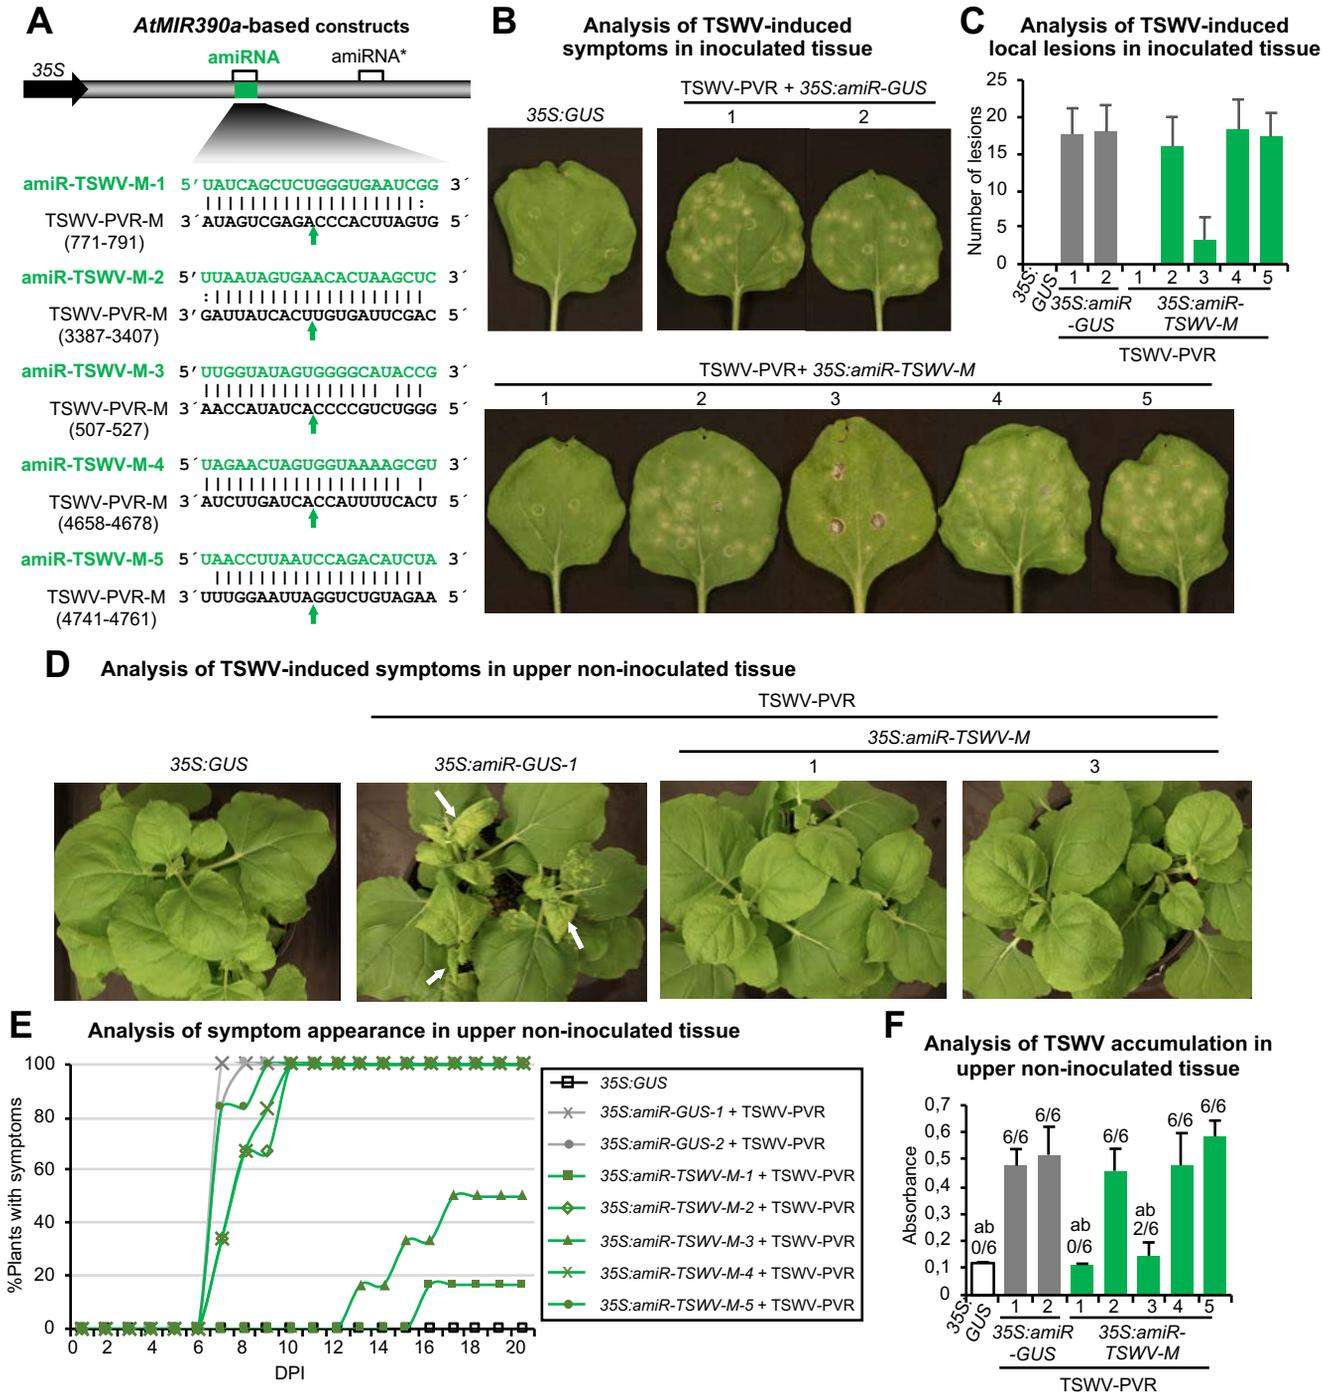 A
AtMIR390a-based constructs
amiRNA
amiRNA*
35S
amiR-TSWV-M-1 5′UAUCAGCUCUGGGUGAAUCGG 3´
TSWV-PVR-M 3´AUAGUCGAGACCCACUUAGUG 5´
(771-791)
amiR-TSWV-M-2 5′UUAAUAGUGAACACUAAGCUC 3´
TSWV-PVR-M 3′GAUUAUCACUUGUGAUUCGAC 5´
(3387-3407)
amiR-TSWV-M-3 5′UUGGUAUAGUGGGGCAUACCG 3´
TSWV-PVR-M 3´AACCAUAUCACCCCGUCUGGG 5´
(507-527)
amiR-TSWV-M-4 5´UAGAACUAGUGGUAAAAGCGU 3´
TSWV-PVR-M 3´AUCUUGAUCACCAUUUUCACU 5´
(4658-4678)
amiR-TSWV-M-5 5´UAACCUUAAUCCAGACAUCUA 3´
TSWV-PVR-M 3´UUUGGAAUUAGGUCUGUAGAA 5´
(4741-4761)
B
Analysis of TSWV-induced
symptoms in inoculated tissue
TSWV-PVR + 35S:amiR-GUS
35S:GUS 1 2
TSWV-PVR+ 35S:amiR-TSWV-M
1 2 3 4 5
C
Analysis of TSWV-induced
local lesions in inoculated tissue
Number of lesions
25
20
15
10
5
0
35S:
GUS
1 2 1 2 3 4 5
35S:amiR
-GUS
35S:amiR-
TSWV-M
TSWV-PVR
D
Analysis of TSWV-induced symptoms in upper non-inoculated tissue
TSWV-PVR
35S:amiR-TSWV-M
35S:GUS 35S:amiR-GUS-1 1 3
E
Analysis of symptom appearance in upper non-inoculated tissue
%Plants with symptoms
100
80
60
40
20
0
0 2 4 6 8 10 12 14 16 18 20
DPI
35S:GUS
35S:amiR-GUS-1 + TSWV-PVR
35S:amiR-GUS-2 + TSWV-PVR
35S:amiR-TSWV-M-1 + TSWV-PVR
35S:amiR-TSWV-M-2 + TSWV-PVR
35S:amiR-TSWV-M-3 + TSWV-PVR
35S:amiR-TSWV-M-4 + TSWV-PVR
35S:amiR-TSWV-M-5 + TSWV-PVR
F
Analysis of TSWV accumulation in
upper non-inoculated tissue
Absorbance
0,7
0,6
0,5
0,4
0,3
0,2
0,1
0
ab
0/6
6/6
6/6
ab
0/6
6/6
ab
2/6
6/6
6/6
35S:
GUS
1 2 1 2 3 4 5
35S:amiR
-GUS
35S:amiR-
TSWV-M
TSWV-PVR